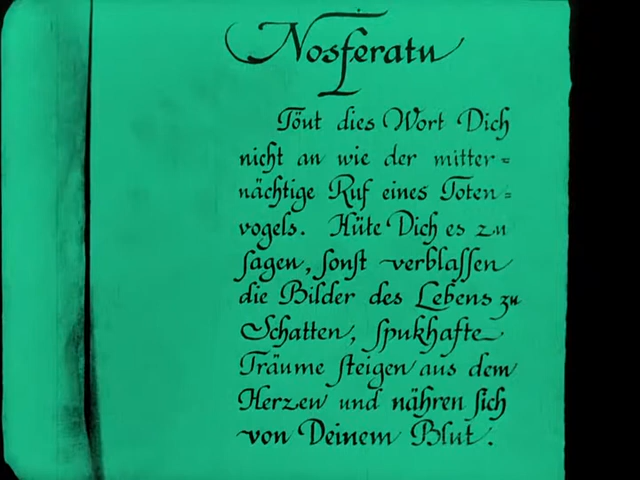 Nosferatu
Tönt dies Wort Dich
nicht an wie der mitter=
nächtige Ruf eines Toten=
vogels. Hüte Dich es zu
sagen, sonst verblassen
die Bilder des Lebens zu
Schatten, spukhafte
Träume steigen aus dem
Herzen und nähren sich
von Deinem Blut.